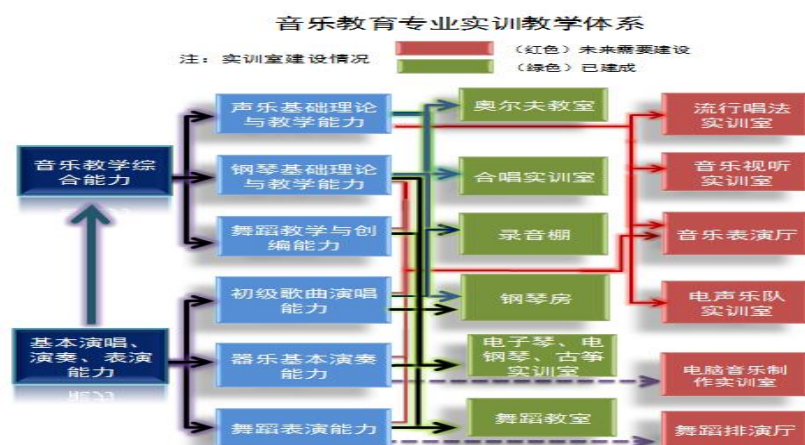 音乐教育专业实训教学体系
注：实训室建设情况
（红色）未来需要建设
（绿色）已建成
声乐基础理论
与教学能力
奥尔夫教室
流行唱法
实训室
音乐教学综
合能力
钢琴基础理论
与教学能力
合唱实训室
音乐视听
实训室
舞蹈教学与创
编能力
录音棚
音乐表演厅
初级歌曲演唱
能力
钢琴房
电声乐队
实训室
基本演唱、
演奏、表演
能力
器乐基本演奏
能力
电子琴、电
钢琴、古筝
实训室
电脑音乐制
作实训室
舞蹈表演能力
舞蹈教室
舞蹈排演厅